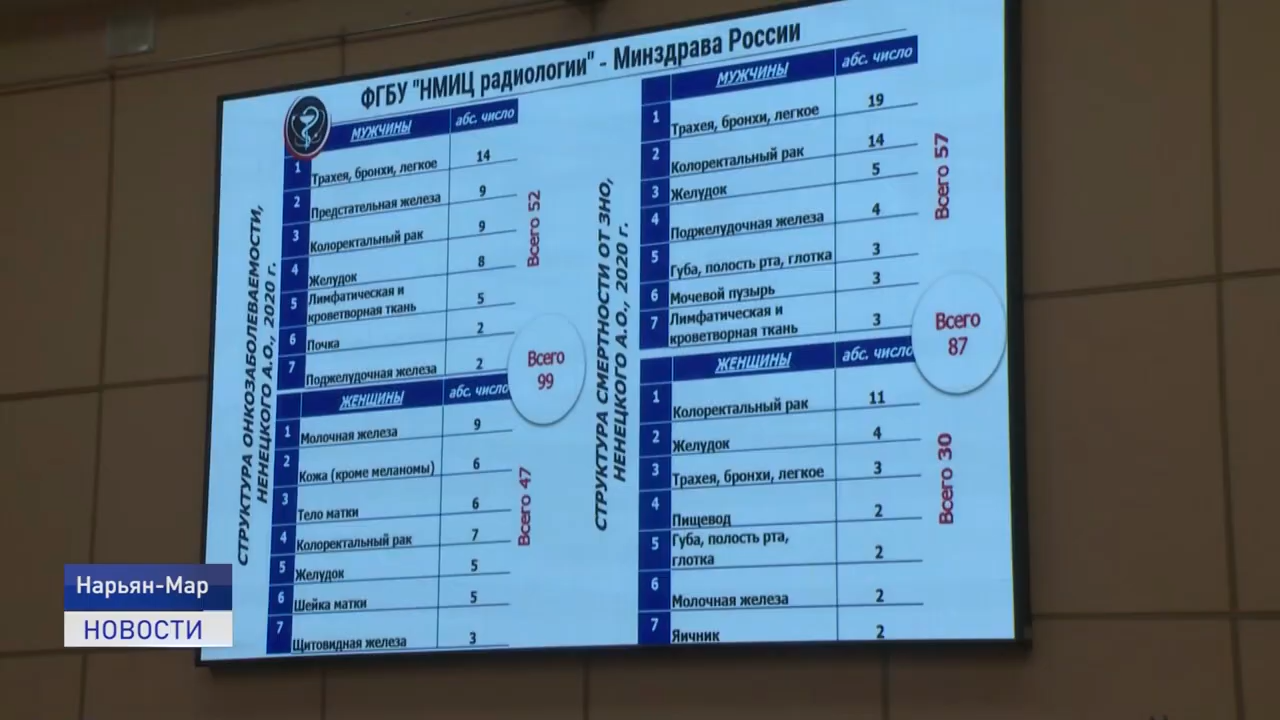 ФГБУ "НМИЦ радиологии" - Минздрава России
СТРУКТУРА ОНКОЗАБОЛЕВАЕМОСТИ,
НЕНЕЦКОГО А.О., 2020 г.
МУЖЧИНЫ абс. число
1 Трахея, бронхи, легкое 14
2 Предстательная железа 9
3 Колоректальный рак 9
4 Желудок 8
5 Лимфатическая и
кроветворная ткань 5
6 Почка 2
7 Поджелудочная железа 2
Всего 52
ЖЕНЩИНЫ абс. число
1 Молочная железа 9
2 Кожа (кроме меланомы) 6
3 Тело матки 6
4 Колоректальный рак 7
5 Желудок 5
6 Шейка матки 5
7 Щитовидная железа 3
Всего 47
Всего
99
СТРУКТУРА СМЕРТНОСТИ ОТ ЗНО,
НЕНЕЦКОГО А.О., 2020 г.
МУЖЧИНЫ абс. число
1 Трахея, бронхи, легкое 19
2 Колоректальный рак 14
3 Желудок 5
4 Поджелудочная железа 4
5 Губа, полость рта, глотка 3
6 Мочевой пузырь 3
7 Лимфатическая и
кроветворная ткань 3
Всего 57
ЖЕНЩИНЫ абс. число
1 Колоректальный рак 11
2 Желудок 4
3 Трахея, бронхи, легкое 3
4 Пищевод 2
5 Губа, полость рта,
глотка 2
6 Молочная железа 2
7 Яичник 2
Всего 30
Всего
87
Нарьян-Мар
НОВОСТИ